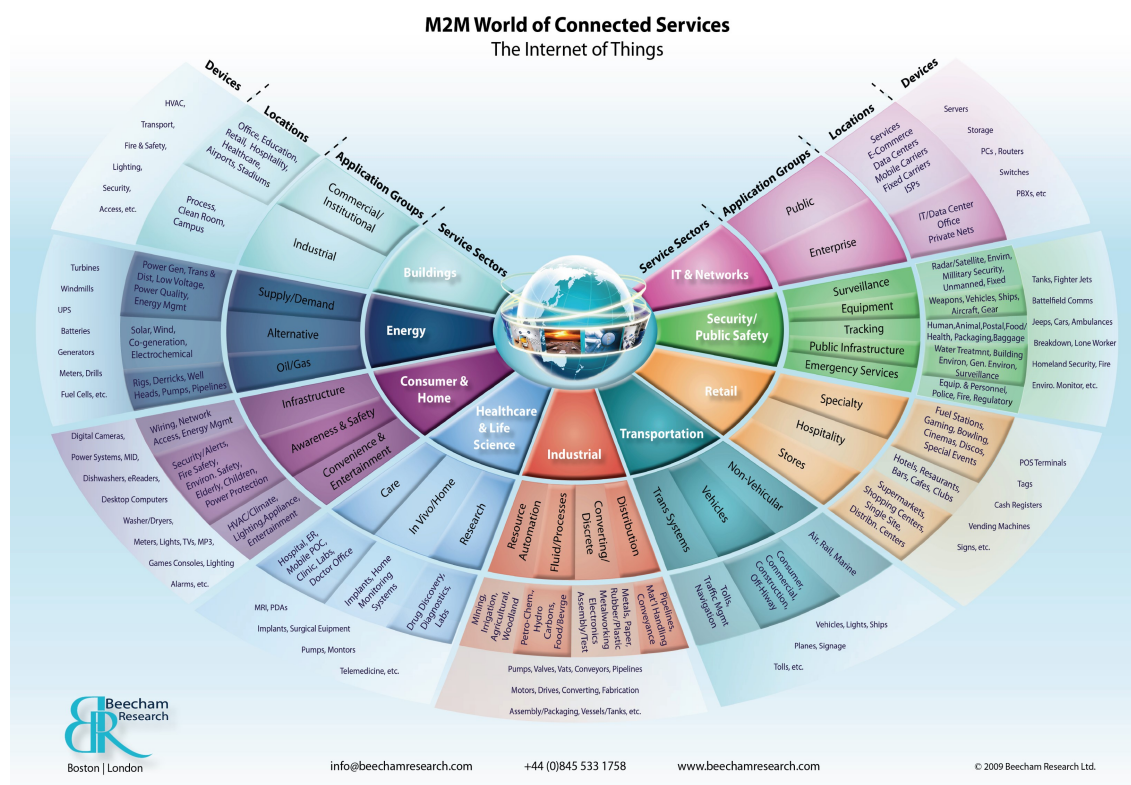 M2M World of Connected Services
The Internet of Things
Devices
Locations
Application Groups
Service Sectors
Service Sectors
Application Groups
Locations
Devices
HVAC,
Transport,
Fire & Safety,
Lighting,
Security,
Access, etc.
Office, Education,
Retail, Hospitality,
Healthcare,
Airports, Stadiums
Process,
Clean Room,
Campus
Commercial/
Institutional
Industrial
Buildings
Turbines
Windmills
UPS
Batteries
Generators
Meters, Drills
Fuel Cells, etc.
Power Gen, Trans &
Dist, Low Voltage,
Power Quality,
Energy Mgmt
Solar, Wind,
Co-generation,
Electrochemical
Rigs, Derricks, Well
Heads, Pumps, Pipelines
Supply/Demand
Alternative
Oil/Gas
Energy
Digital Cameras,
Power Systems, MID,
Dishwashers, eReaders,
Desktop Computers
Washer/Dryers,
Meters, Lights, TVs, MP3,
Games Consoles, Lighting
Alarms, etc.
Wiring, Network
Access, Energy Mgmt
Security/Alerts,
Fire Safety,
Environ. Safety,
Elderly, Children,
Power Protection
HVAC/Climate,
Lighting,Appliance,
Entertainment
Infrastructure
Awareness & Safety
Convenience &
Entertainment
Consumer &
Home
MRI, PDAs
Implants, Surgical Euipment
Pumps, Montors
Telemedicine, etc.
Hospital, ER,
Mobile POC,
Clinic, Labs,
Doctor Office
Implants, Home
Monitoring
Systems
Drug Discovery,
Diagnostics,
Labs
Care
In Vivo/Home
Research
Healthcare
& Life
Science
Industrial
Resource
Automation
Fluid/Processes
Converting/
Discrete
Distribution
Mining,
Irrigation,
Agricultural,
Woodland
Petro-Chem.,
Hydro
Carbons,
Food/Bevrge
Metals, Paper,
Rubber/Plastic
Metalworking
Electronics
Assembly/Test
Pipelines,
Mat'l Handling
Conveyance
Pumps, Valves, Vats, Conveyors, Pipelines
Motors, Drives, Converting, Fabrication
Assembly/Packaging, Vessels/Tanks, etc.
Transportation
Trans Systems
Vehicles
Non-Vehicular
Tolls,
Traffic Mgmt
Navigation
Consumer,
Commercial,
Construction,
Off-Hiway
Air, Rail, Marine
Vehicles, Lights, Ships
Planes, Signage
Tolls, etc.
Retail
Specialty
Hospitality
Stores
Fuel Stations,
Gaming, Bowling,
Cinemas, Discos,
Special Events
Hotels, Resaurants,
Bars, Cafes, Clubs
Supermarkets,
Shopping Centers,
Single Site,
Distribn. Centers
POS Terminals
Tags
Cash Registers
Vending Machines
Signs, etc.
Security/
Public Safety
Surveillance
Equipment
Tracking
Public Infrastructure
Emergency Services
Radar/Satellite, Envirn,
Millitary Security,
Unmanned, Fixed
Weapons, Vehicles, Ships,
Aircraft, Gear
Human,Animal,Postal,Food/
Health, Packaging,Baggage
Water Treatmnt, Building
Environ, Gen. Environ,
Surveillance
Equip. & Personnel,
Police, Fire, Regulatory
Tanks, Fighter Jets
Battelfield Comms
Jeeps, Cars, Ambulances
Breakdown, Lone Worker
Homeland Security, Fire
Enviro. Monitor, etc.
IT & Networks
Public
Enterprise
Services
E-Commerce
Data Centers
Mobile Carriers
Fixed Carriers
ISPs
IT/Data Center
Office
Private Nets
Servers
Storage
PCs , Routers
Switches
PBXs, etc
Beecham
Research
BR
Boston | London
info@beechamresearch.com
+44 (0)845 533 1758
www.beechamresearch.com
© 2009 Beecham Research Ltd.